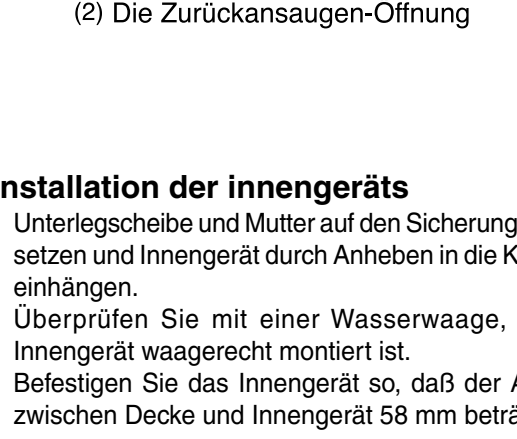 (2) Die Zurückansaugen-Offnung
nstallation der innengeräts
Unterlegscheibe und Mutter auf den Sicherung
setzen und Innengerät durch Anheben in die K
einhängen.
Überprüfen Sie mit einer Wasserwaage,
Innengerät waagerecht montiert ist.
Befestigen Sie das Innengerät so, daß der A
zwischen Decke und Innengerät 58 mm beträ